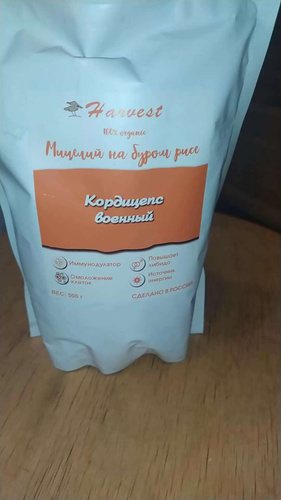 Harvest
100% organic
Мицелий на буром рисе
Кордицепс
военный
Иммуномодулятор
Повышает
либидо
Омоложение
клеток
Источник
энергии
ВЕС: 500 г
СДЕЛАНО В РОССИИ